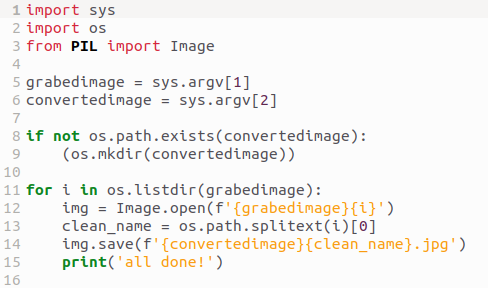 1 import sys
2 import os
3 from PIL import Image
4
5 grabedimage = sys.argv[1]
6 convertedimage = sys.argv[2]
7
8 if not os.path.exists(convertedimage):
9     (os.mkdir(convertedimage))
10
11 for i in os.listdir(grabedimage):
12     img = Image.open(f'{grabedimage}{i}')
13     clean_name = os.path.splitext(i)[0]
14     img.save(f'{convertedimage}{clean_name}.jpg')
15     print('all done!')
16